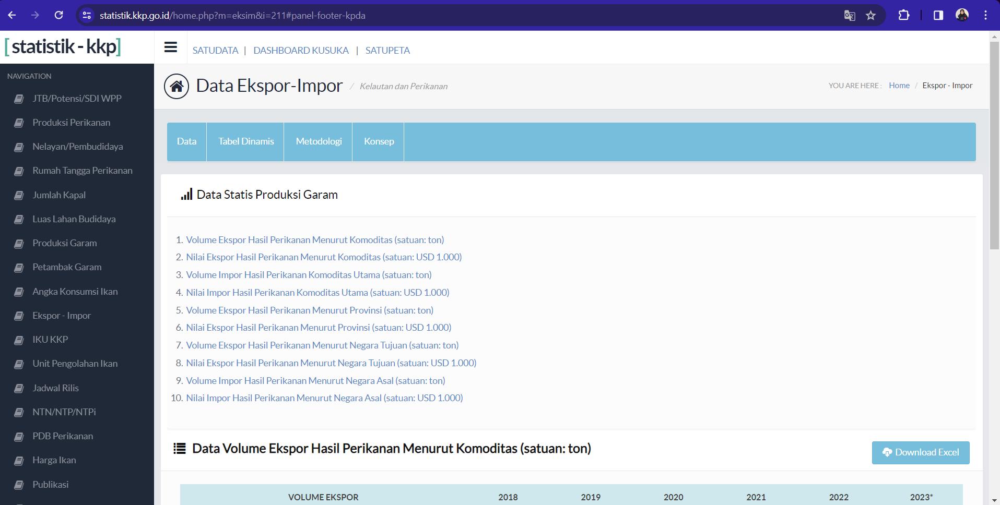 statistik.kkp.go.id/home.php?m=eksim&i=211#panel-footer-kpda
[ statistik - kkp]
SATUDATA | DASHBOARD KUSUKA | SATUPETA
NAVIGATION
JTB/Potensi/SDI WPP
Produksi Perikanan
Nelayan/Pembudidaya
Rumah Tangga Perikanan
Jumlah Kapal
Luas Lahan Budidaya
Produksi Garam
Petambak Garam
Angka Konsumsi Ikan
Ekspor - Impor
IKU KKP
Unit Pengolahan Ikan
Jadwal Rilis
NTN/NTP/NTPi
PDB Perikanan
Harga Ikan
Publikasi
Data Ekspor-Impor / Kelautan dan Perikanan
YOU ARE HERE : Home / Ekspor - Impor
Data
Tabel Dinamis
Metodologi
Konsep
Data Statis Produksi Garam
1. Volume Ekspor Hasil Perikanan Menurut Komoditas (satuan: ton)
2. Nilai Ekspor Hasil Perikanan Menurut Komoditas (satuan: USD 1.000)
3. Volume Impor Hasil Perikanan Komoditas Utama (satuan: ton)
4. Nilai Impor Hasil Perikanan Komoditas Utama (satuan: USD 1.000)
5. Volume Ekspor Hasil Perikanan Menurut Provinsi (satuan: ton)
6. Nilai Ekspor Hasil Perikanan Menurut Provinsi (satuan: USD 1.000)
7. Volume Ekspor Hasil Perikanan Menurut Negara Tujuan (satuan: ton)
8. Nilai Ekspor Hasil Perikanan Menurut Negara Tujuan (satuan: USD 1.000)
9. Volume Impor Hasil Perikanan Menurut Negara Asal (satuan: ton)
10. Nilai Impor Hasil Perikanan Menurut Negara Asal (satuan: USD 1.000)
Data Volume Ekspor Hasil Perikanan Menurut Komoditas (satuan: ton)
Download Excel
VOLUME EKSPOR 2018 2019 2020 2021 2022 2023*